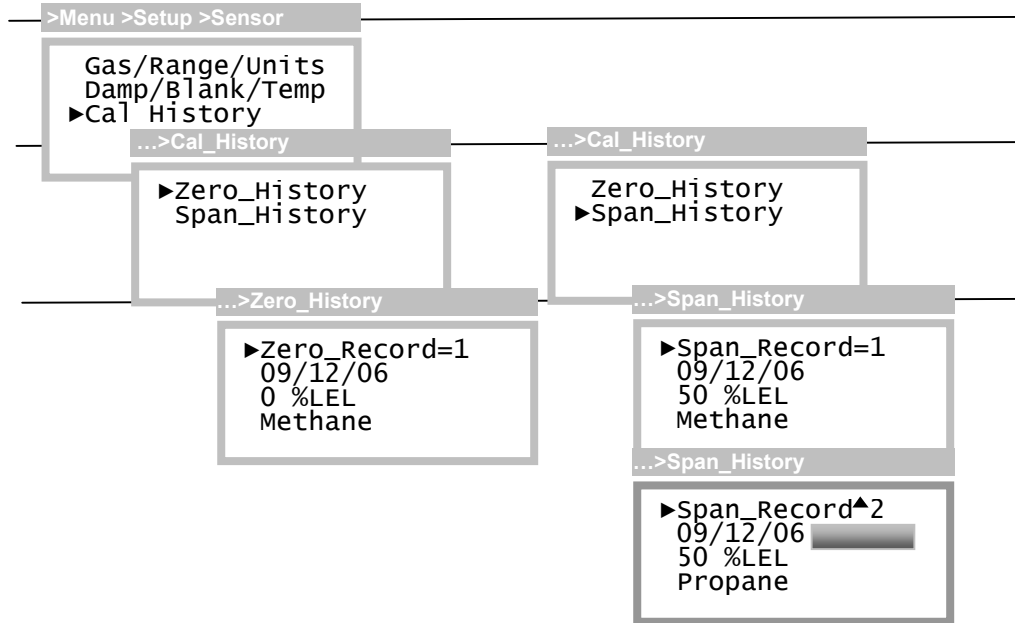 >Menu >Setup >Sensor
Gas/Range/Units
Damp/Blank/Temp
►Cal History
…>Cal_History
►Zero_History
Span_History
…>Cal_History
Zero_History
►Span_History
…>Zero_History
►Zero_Record=1
09/12/06
0 %LEL
Methane
…>Span_History
►Span_Record=1
09/12/06
50 %LEL
Methane
…>Span_History
►Span_Record▲2
09/12/06
50 %LEL
Propane